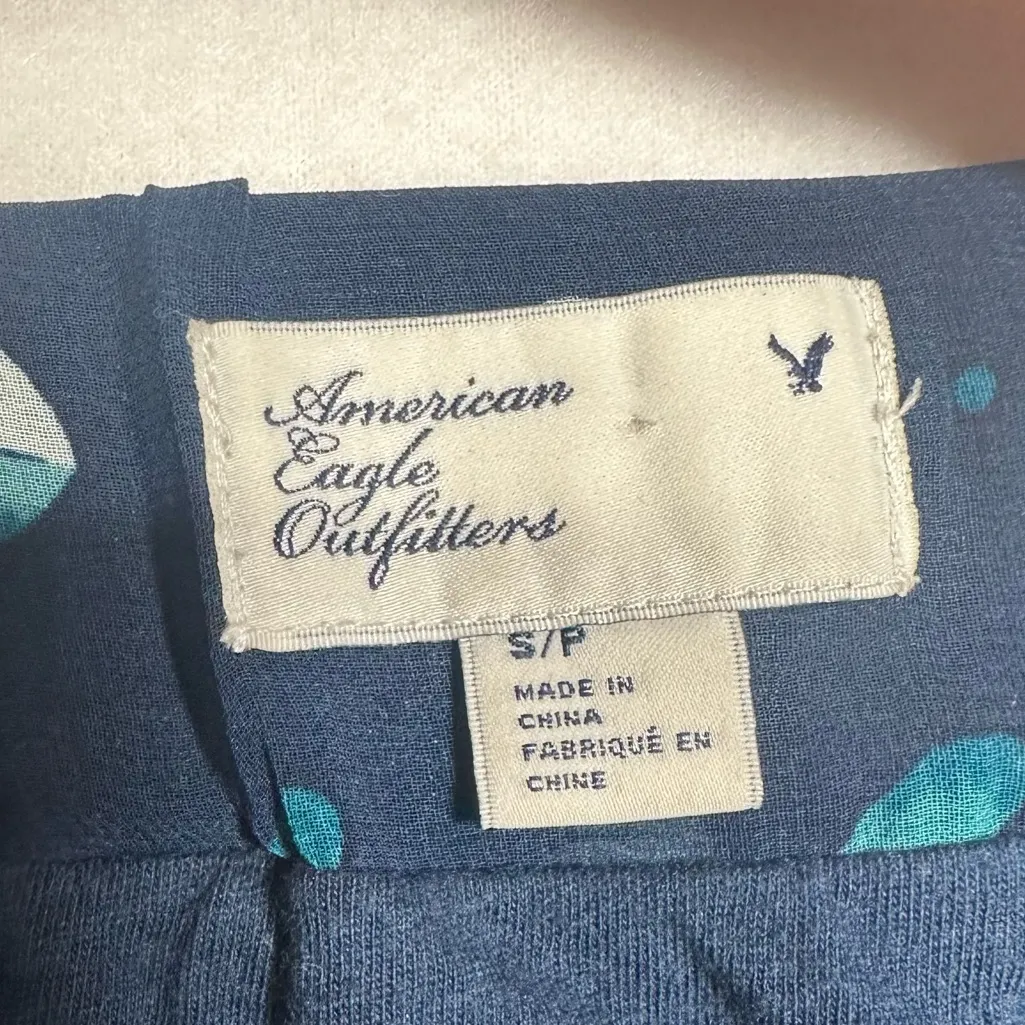 American
Eagle
Outfitters
S/P
MADE IN
CHINA
FABRIQUÉ EN
CHINE